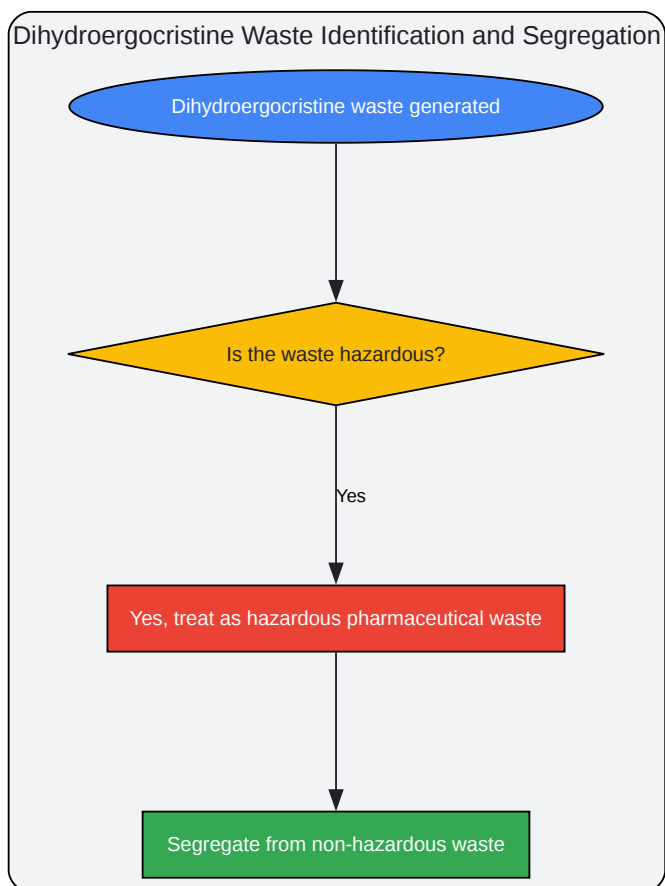 Dihydroergocristine Waste Identification and Segregation
Dihydroergocristine waste generated
Is the waste hazardous?
Yes
Yes, treat as hazardous pharmaceutical waste
Segregate from non-hazardous waste